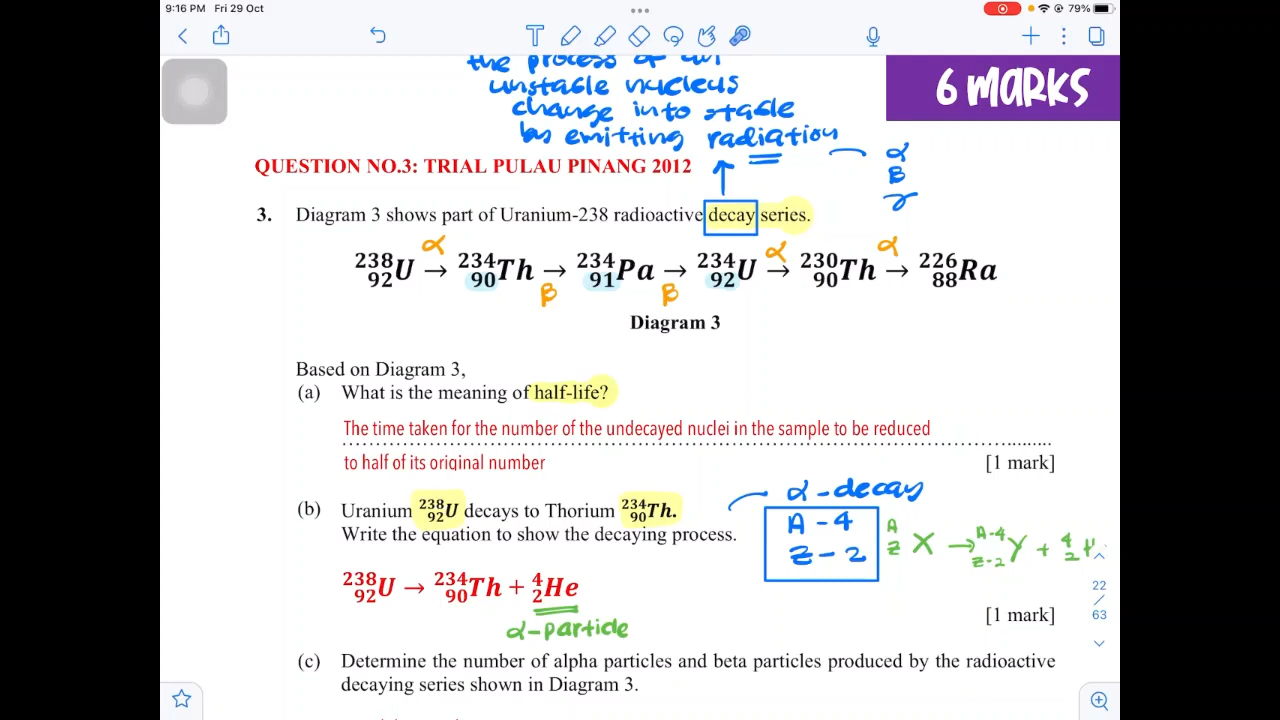 9:16 PM Fri 29 Oct
79%
the process of an
unstable nucleus
change into stable
by emitting radiation
6 MARKS
α
β
γ
QUESTION NO.3: TRIAL PULAU PINANG 2012
3. Diagram 3 shows part of Uranium-238 radioactive decay series.
α α α
²³⁸₉₂U → ²³⁴₉₀Th → ²³⁴₉₁Pa → ²³⁴₉₂U → ²³⁰₉₀Th → ²²⁶₈₈Ra
β β
Diagram 3
Based on Diagram 3,
(a) What is the meaning of half-life?
The time taken for the number of the undecayed nuclei in the sample to be reduced
to half of its original number
[1 mark]
α-decay
(b) Uranium ²³⁸₉₂U decays to Thorium ²³⁴₉₀Th.
Write the equation to show the decaying process.
A-4
Z-2
A Z X → A-4 Z-2 Y + 4 2
²³⁸₉₂U → ²³⁴₉₀Th + ⁴₂He
α-particle
[1 mark]
22
/
63
(c) Determine the number of alpha particles and beta particles produced by the radioactive
decaying series shown in Diagram 3.